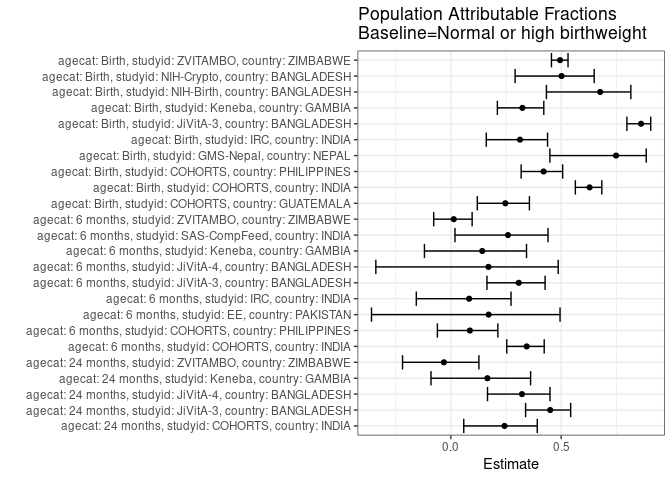 Population Attributable Fractions
Baseline=Normal or high birthweight
agecat: Birth, studyid: ZVITAMBO, country: ZIMBABWE
agecat: Birth, studyid: NIH-Crypto, country: BANGLADESH
agecat: Birth, studyid: NIH-Birth, country: BANGLADESH
agecat: Birth, studyid: Keneba, country: GAMBIA
agecat: Birth, studyid: JiVitA-3, country: BANGLADESH
agecat: Birth, studyid: IRC, country: INDIA
agecat: Birth, studyid: GMS-Nepal, country: NEPAL
agecat: Birth, studyid: COHORTS, country: PHILIPPINES
agecat: Birth, studyid: COHORTS, country: INDIA
agecat: Birth, studyid: COHORTS, country: GUATEMALA
agecat: 6 months, studyid: ZVITAMBO, country: ZIMBABWE
agecat: 6 months, studyid: SAS-CompFeed, country: INDIA
agecat: 6 months, studyid: Keneba, country: GAMBIA
agecat: 6 months, studyid: JiVitA-4, country: BANGLADESH
agecat: 6 months, studyid: JiVitA-3, country: BANGLADESH
agecat: 6 months, studyid: IRC, country: INDIA
agecat: 6 months, studyid: EE, country: PAKISTAN
agecat: 6 months, studyid: COHORTS, country: PHILIPPINES
agecat: 6 months, studyid: COHORTS, country: INDIA
agecat: 24 months, studyid: ZVITAMBO, country: ZIMBABWE
agecat: 24 months, studyid: Keneba, country: GAMBIA
agecat: 24 months, studyid: JiVitA-4, country: BANGLADESH
agecat: 24 months, studyid: JiVitA-3, country: BANGLADESH
agecat: 24 months, studyid: COHORTS, country: INDIA
0.0 0.5
Estimate